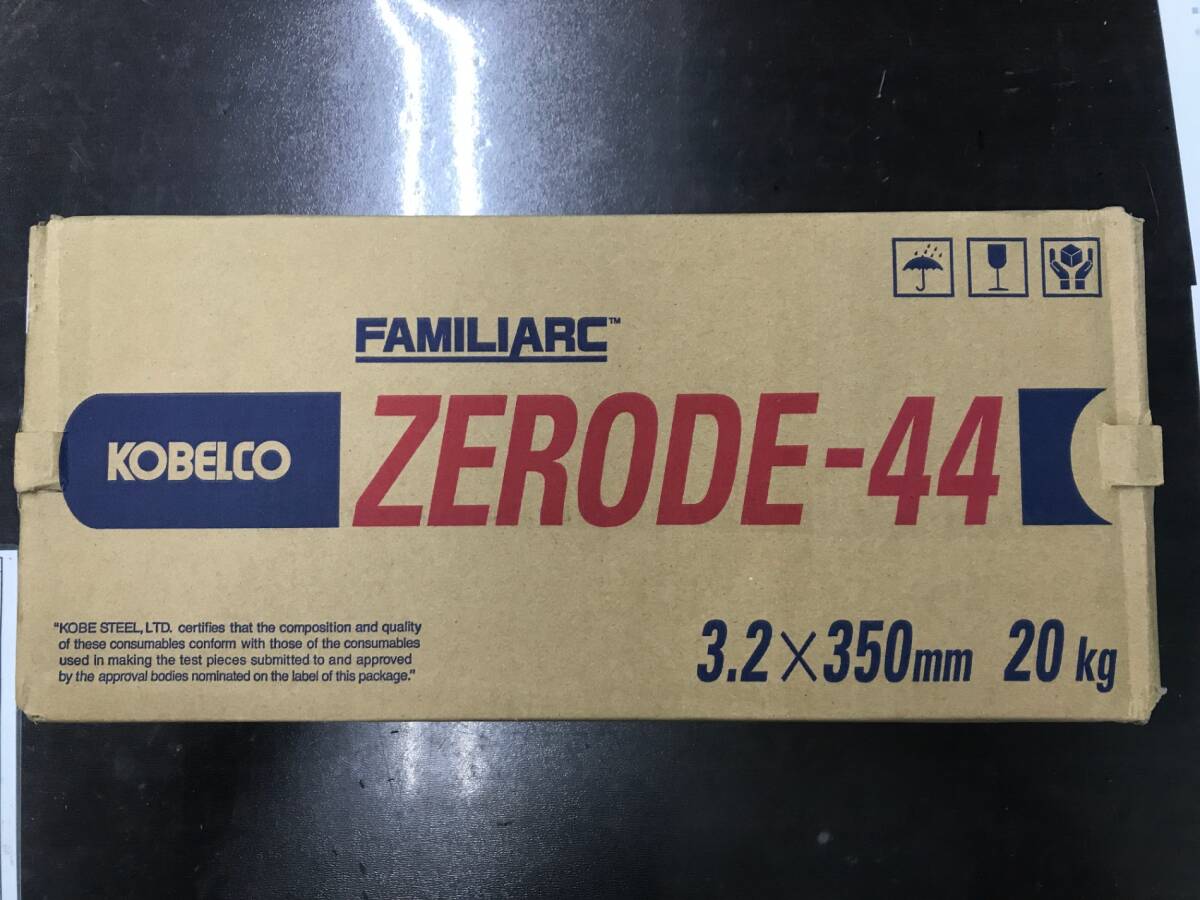 FAMILIARC™
KOBELCO
ZERODE-44
"KOBE STEEL, LTD. certifies that the composition and quality
of these consumables conform with those of the consumables
used in making the test pieces submitted to and approved
by the approval bodies nominated on the label of this package."
3.2×350mm 20kg